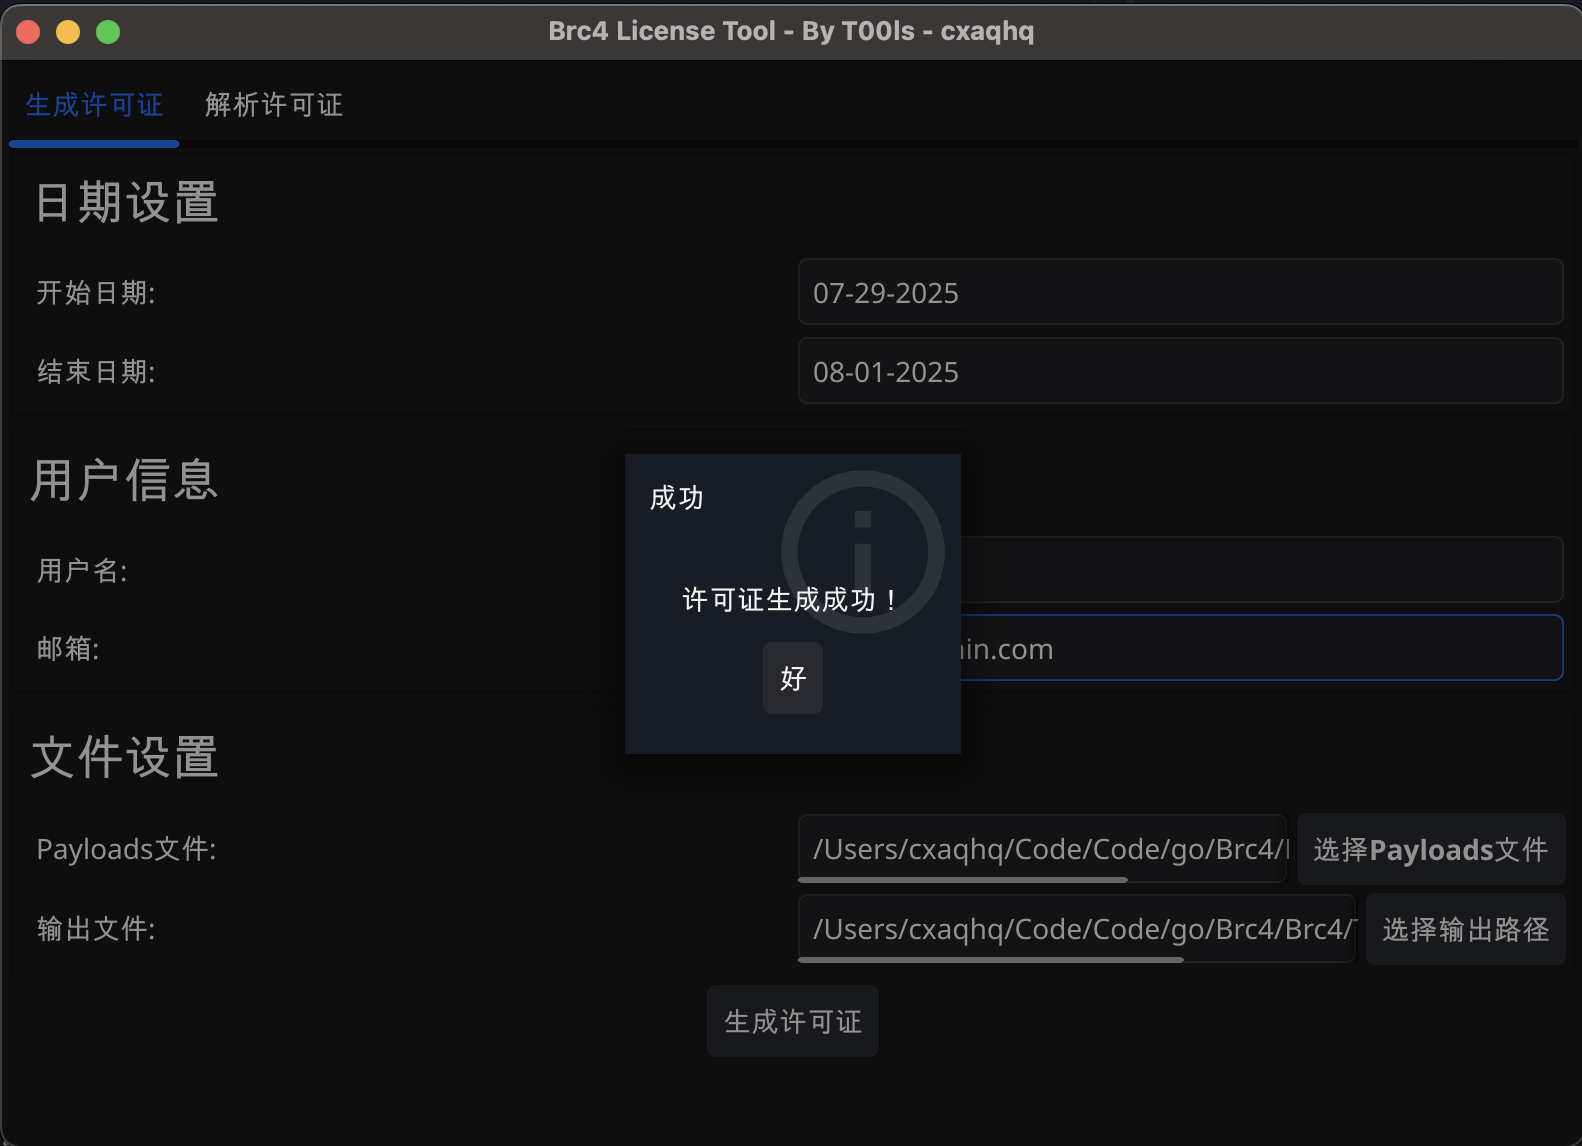 Brc4 License Tool - By T00ls - cxaqhq
生成许可证 解析许可证
日期设置
开始日期: 07-29-2025
结束日期: 08-01-2025
用户信息
成功
用户名:
许可证生成成功！
邮箱: in.com
好
文件设置
Payloads文件: /Users/cxaqhq/Code/Code/go/Brc4/ 选择Payloads文件
输出文件: /Users/cxaqhq/Code/Code/go/Brc4/Brc4/ 选择输出路径
生成许可证